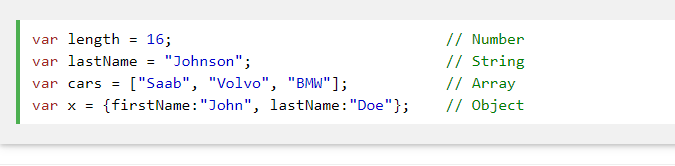 var length = 16; // Number
var lastName = "Johnson"; // String
var cars = ["Saab", "Volvo", "BMW"]; // Array
var x = {firstName:"John", lastName:"Doe"}; // Object